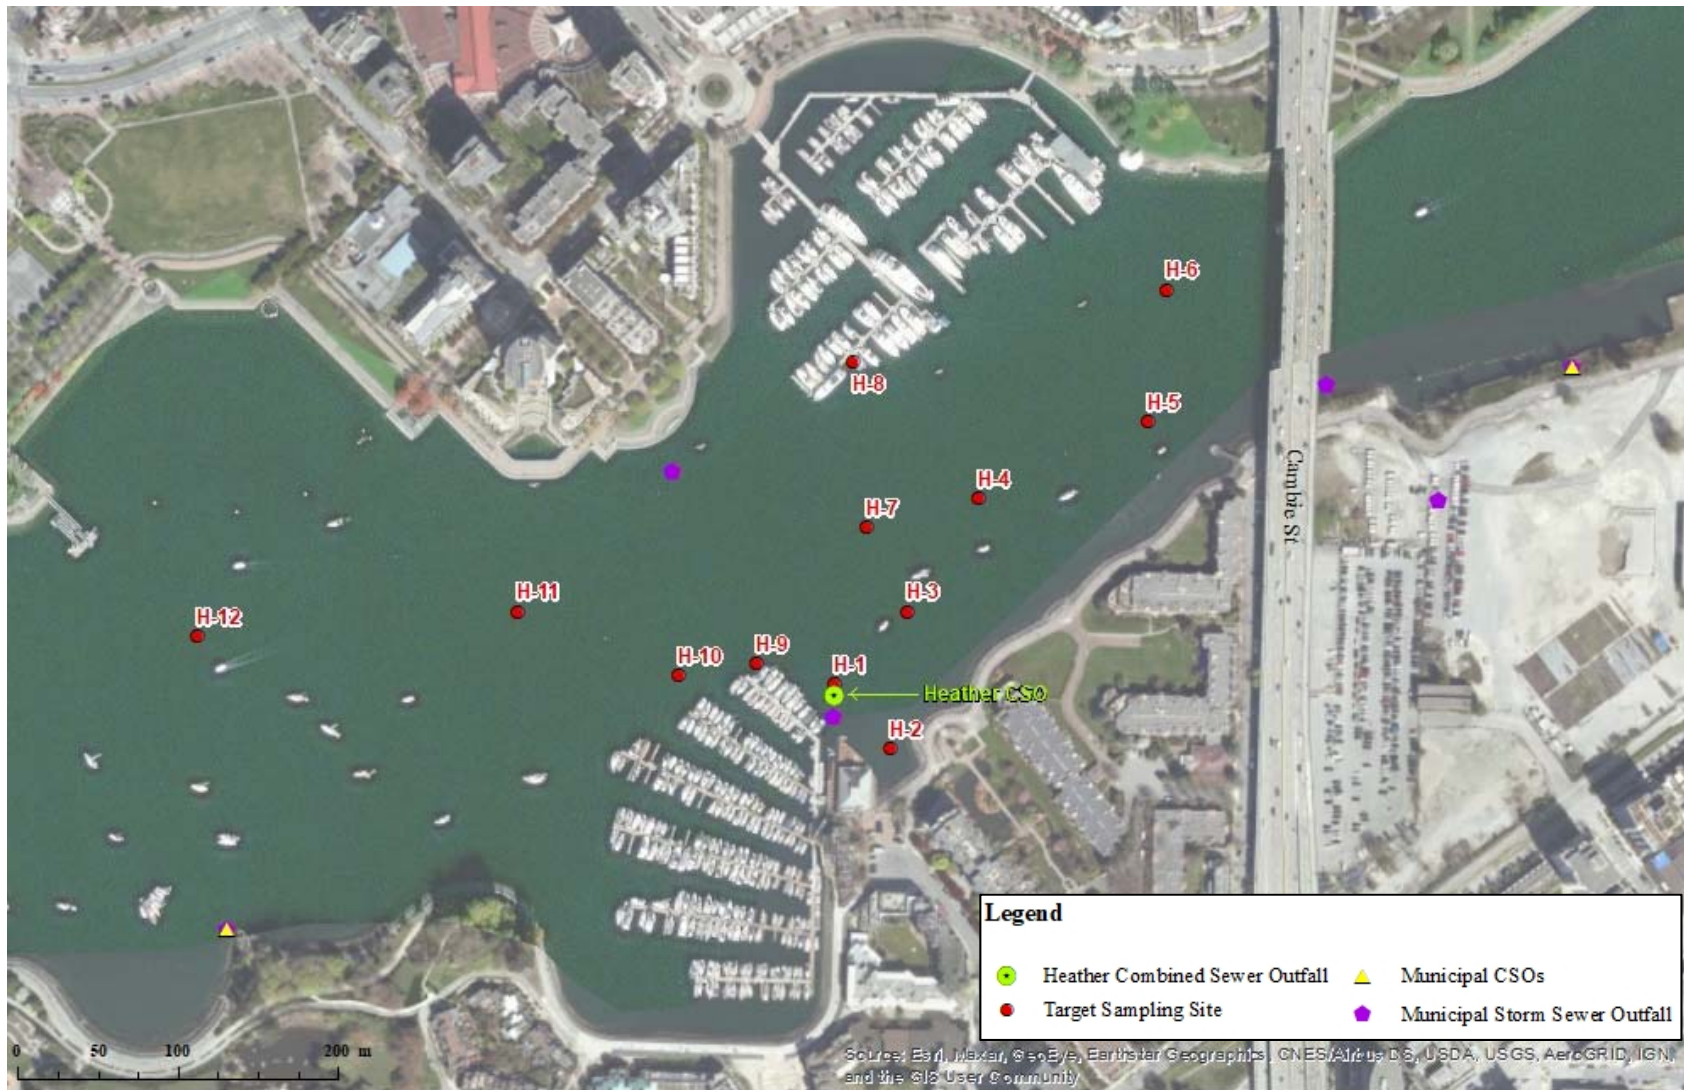 H-6
H-8
H-5
Cambie St.
H-4
H-7
H-11
H-3
H-12
H-9
H-10
H-1
Heather CSO
H-2
Legend
Heather Combined Sewer Outfall
Municipal CSOs
Target Sampling Site
Municipal Storm Sewer Outfall
0 50 100 200 m
Source: Esri, Maxar, GeoEye, Earthstar Geographics, CNES/Airbus DS, USDA, USGS, AeroGRID, IGN,
and the GIS User Community